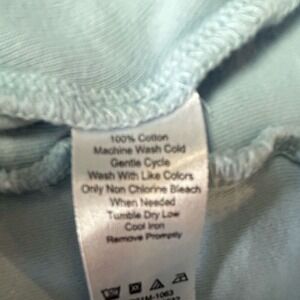 100% Cotton
Machine Wash Cold
Gentle Cycle
Wash With Like Colors
Only Non Chlorine Bleach
When Needed
Tumble Dry Low
Cool Iron
Remove Promptly